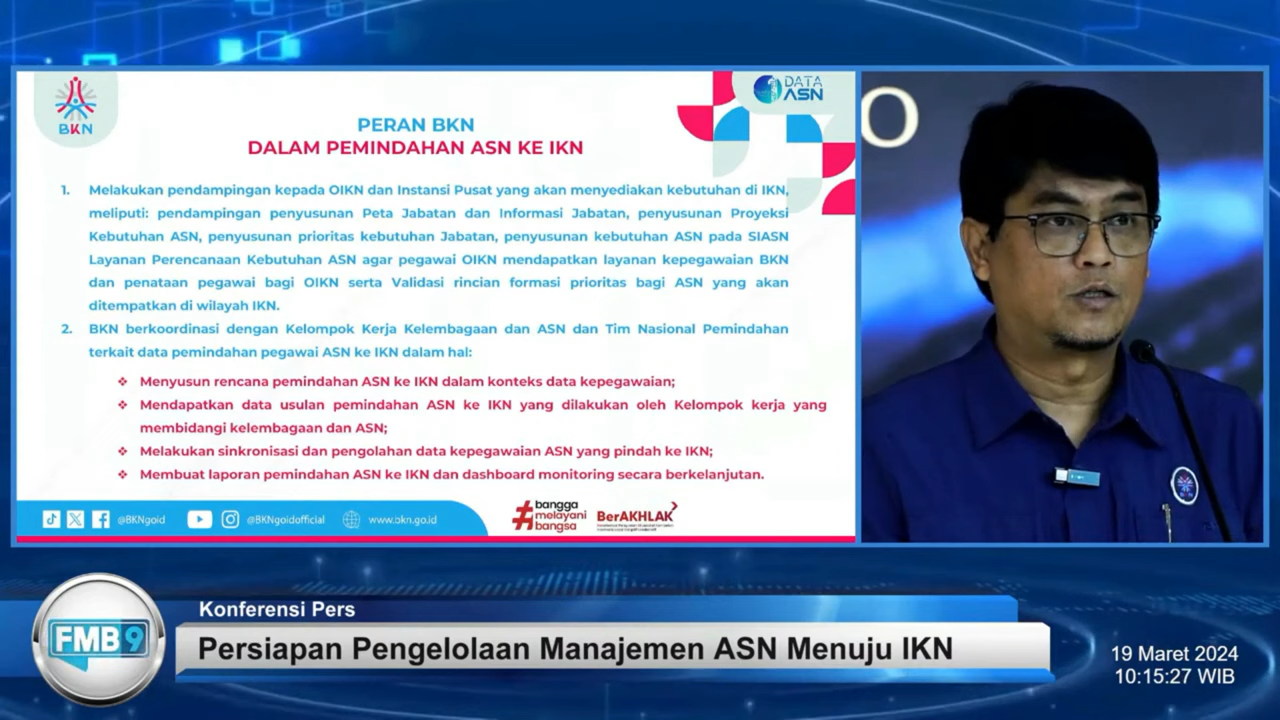 BKN
DATA
ASN
PERAN BKN
DALAM PEMINDAHAN ASN KE IKN
1. Melakukan pendampingan kepada OIKN dan Instansi Pusat yang akan menyediakan kebutuhan di IKN,
meliputi: pendampingan penyusunan Peta Jabatan dan Informasi Jabatan, penyusunan Proyeksi
Kebutuhan ASN, penyusunan prioritas kebutuhan Jabatan, penyusunan kebutuhan ASN pada SIASN
Layanan Perencanaan Kebutuhan ASN agar pegawai OIKN mendapatkan layanan kepegawaian BKN
dan penataan pegawai bagi OIKN serta Validasi rincian formasi prioritas bagi ASN yang akan
ditempatkan di wilayah IKN.
2. BKN berkoordinasi dengan Kelompok Kerja Kelembagaan dan ASN dan Tim Nasional Pemindahan
terkait data pemindahan pegawai ASN ke IKN dalam hal:
❖ Menyusun rencana pemindahan ASN ke IKN dalam konteks data kepegawaian;
❖ Mendapatkan data usulan pemindahan ASN ke IKN yang dilakukan oleh Kelompok kerja yang
membidangi kelembagaan dan ASN;
❖ Melakukan sinkronisasi dan pengolahan data kepegawaian ASN yang pindah ke IKN;
❖ Membuat laporan pemindahan ASN ke IKN dan dashboard monitoring secara berkelanjutan.
@BKNgoid
@BKNgoidofficial
www.bkn.go.id
#bangga
melayani
bangsa
BerAKHLAK
O
Konferensi Pers
FMB9
Persiapan Pengelolaan Manajemen ASN Menuju IKN
19 Maret 2024
10:15:27 WIB